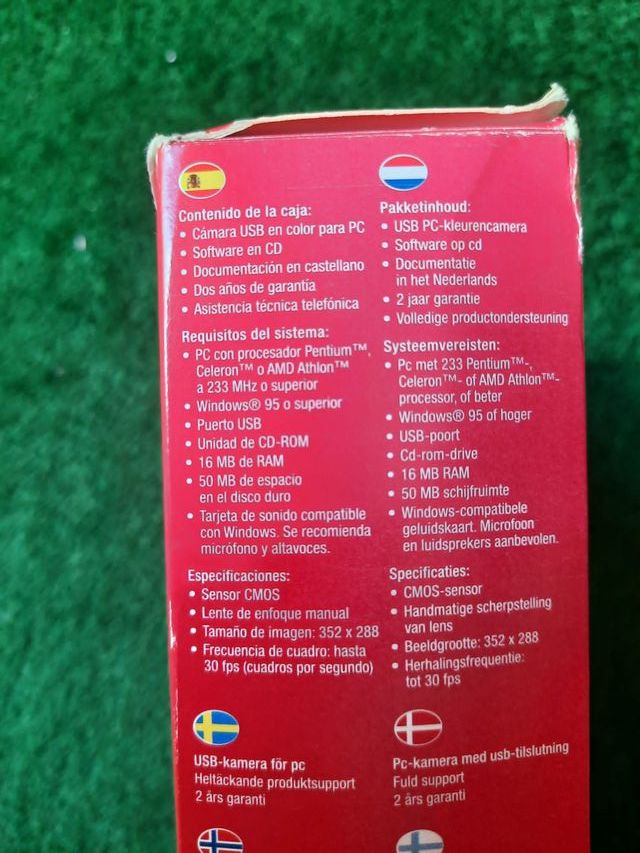 Contenido de la caja:
• Cámara USB en color para PC
• Software en CD
• Documentación en castellano
• Dos años de garantía
• Asistencia técnica telefónica
Requisitos del sistema:
• PC con procesador Pentium™,
Celeron™ o AMD Athlon™
a 233 MHz o superior
• Windows® 95 o superior
• Puerto USB
• Unidad de CD-ROM
• 16 MB de RAM
• 50 MB de espacio
en el disco duro
• Tarjeta de sonido compatible
con Windows. Se recomienda
micrófono y altavoces.
Especificaciones:
• Sensor CMOS
• Lente de enfoque manual
• Tamaño de imagen: 352 x 288
• Frecuencia de cuadro: hasta
30 fps (cuadros por segundo)
Pakketinhoud:
• USB PC-kleurencamera
• Software op cd
• Documentatie
in het Nederlands
• 2 jaar garantie
• Volledige productondersteuning
Systeemvereisten:
• Pc met 233 Pentium™-,
Celeron™- of AMD Athlon™-
processor, of beter
• Windows® 95 of hoger
• USB-poort
• Cd-rom-drive
• 16 MB RAM
• 50 MB schijfruimte
• Windows-compatibele
geluidskaart. Microfoon
en luidsprekers aanbevolen.
Specificaties:
• CMOS-sensor
• Handmatige scherpstelling
van lens
• Beeldgrootte: 352 x 288
• Herhalingsfrequentie:
tot 30 fps
USB-kamera för pc
Heltäckande produktsupport
2 års garanti
Pc-kamera med usb-tilslutning
Fuld support
2 års garanti